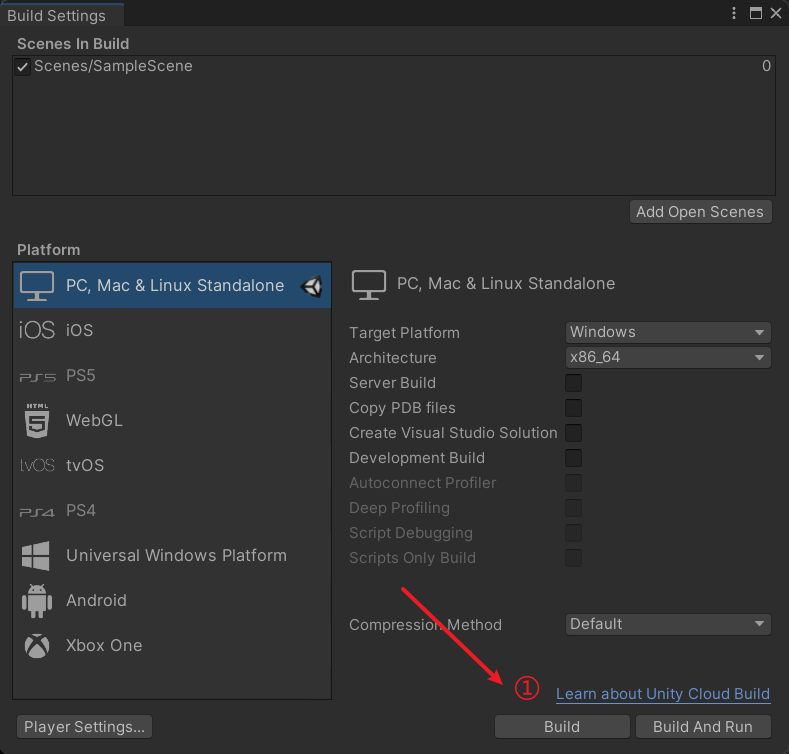 Build Settings
Scenes In Build
Scenes/SampleScene 0
Add Open Scenes
Platform
PC, Mac & Linux Standalone
iOS iOS
PS5 PS5
HTML 5 WebGL
tvOS tvOS
PS4 PS4
Universal Windows Platform
Android
Xbox One
PC, Mac & Linux Standalone
Target Platform Windows
Architecture x86_64
Server Build
Copy PDB files
Create Visual Studio Solution
Development Build
Autoconnect Profiler
Deep Profiling
Script Debugging
Scripts Only Build
Compression Method Default
①
Learn about Unity Cloud Build
Player Settings... Build Build And Run